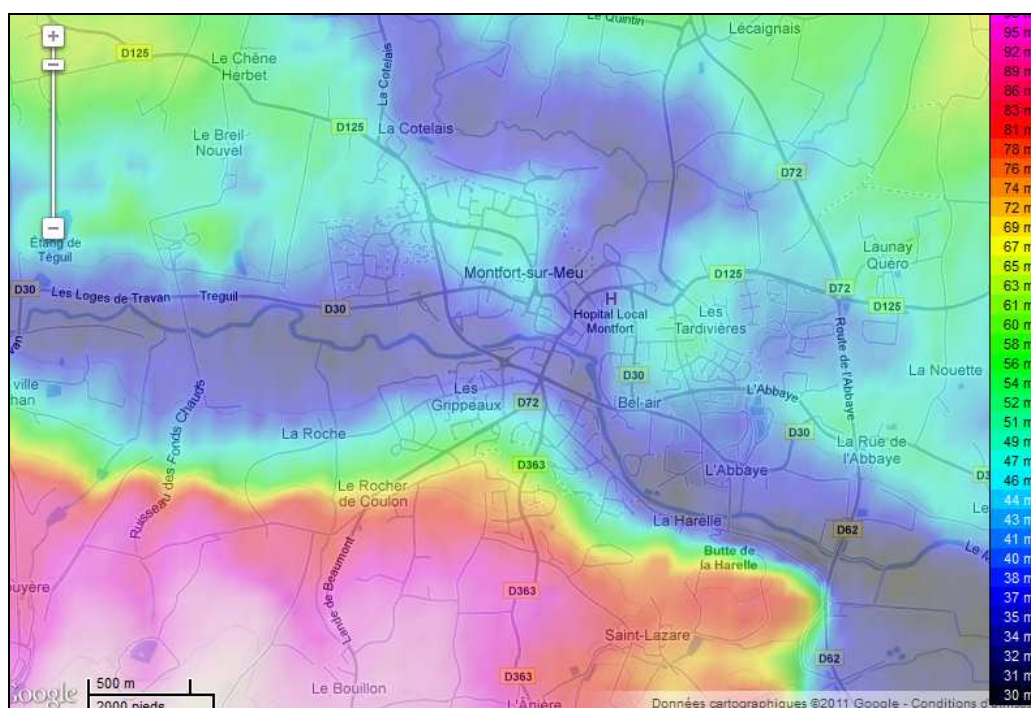 Le Quintin
Lécaignais
D125
Le Chêne
Herbet
La Cotelais
D125
La Cotelais
Le Breil
Nouvel
D72
Étang de
Téguil
Launay
Quéro
Montfort-sur-Meu
D125
D30
Les Loges de Travan
Treguil
D30
H
Hopital Local
Montfort
D72
D125
Les
Tardivières
Route de l'Abbaye
La Nouette
D30
Les
Grippeaux
D72
Bel-air
L'Abbaye
La Roche
D30
La Rue de
l'Abbaye
Ruisseau des Fonds Chauds
D363
L'Abbaye
Le Rocher
de Coulon
La Harelle
D62
Butte de
la Harelle
Lande de Beaumont
D363
Saint-Lazare
D62
D363
Le Bouillon
L'Ânière
Google
500 m
2000 pieds
Données cartographiques ©2011 Google - Conditions
95 m
92 m
89 m
86 m
83 m
81 m
78 m
76 m
74 m
72 m
69 m
67 m
65 m
63 m
61 m
60 m
58 m
56 m
54 m
52 m
51 m
49 m
47 m
46 m
44 m
43 m
41 m
40 m
38 m
37 m
35 m
34 m
32 m
31 m
30 m